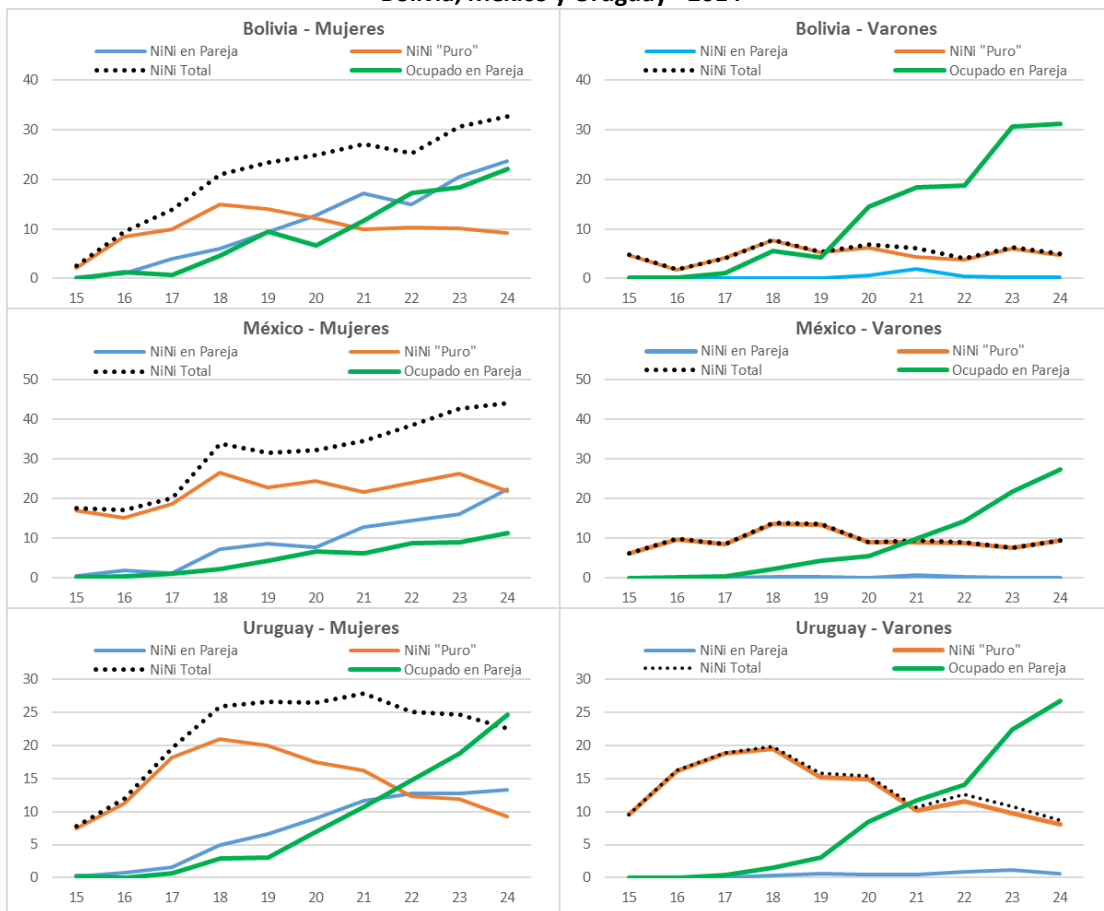 Bolivia, México y Uruguay - 2014
Bolivia - Mujeres
NiNi en Pareja NiNi "Puro"
NiNi Total Ocupado en Pareja
40
30
20
10
0
15 16 17 18 19 20 21 22 23 24
Bolivia - Varones
NiNi en Pareja NiNi "Puro"
NiNi Total Ocupado en Pareja
40
30
20
10
0
15 16 17 18 19 20 21 22 23 24
México - Mujeres
NiNi en Pareja NiNi "Puro"
NiNi Total Ocupado en Pareja
50
40
30
20
10
0
15 16 17 18 19 20 21 22 23 24
México - Varones
NiNi en Pareja NiNi "Puro"
NiNi Total Ocupado en Pareja
50
40
30
20
10
0
15 16 17 18 19 20 21 22 23 24
Uruguay - Mujeres
NiNi en Pareja NiNi "Puro"
NiNi Total Ocupado en Pareja
30
25
20
15
10
5
0
15 16 17 18 19 20 21 22 23 24
Uruguay - Varones
NiNi en Pareja NiNi "Puro"
NiNi Total Ocupado en Pareja
30
25
20
15
10
5
0
15 16 17 18 19 20 21 22 23 24